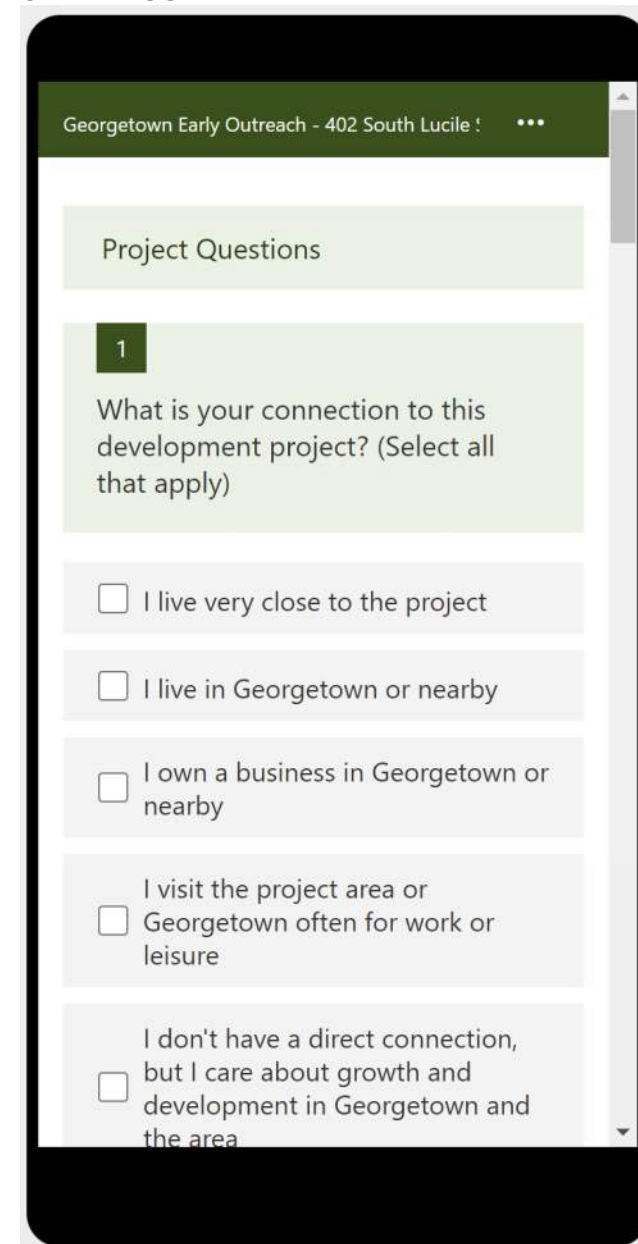 Georgetown Early Outreach - 402 South Lucile
Project Questions
1
What is your connection to this
development project? (Select all
that apply)
I live very close to the project
I live in Georgetown or nearby
I own a business in Georgetown or
nearby
I visit the project area or
Georgetown often for work or
leisure
I don't have a direct connection,
but I care about growth and
development in Georgetown and
the area